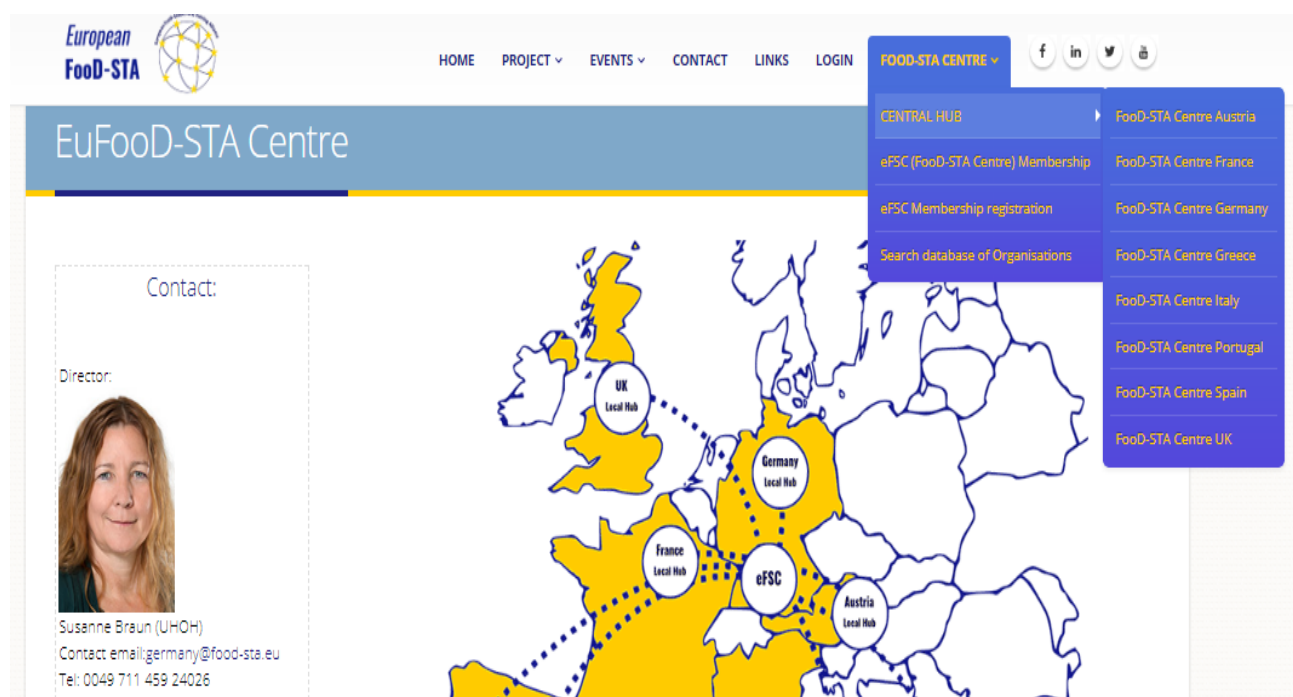 European
FooD-STA
HOME PROJECT EVENTS CONTACT LINKS LOGIN FOOD-STA CENTRE
CENTRAL HUB
eFSC (FooD-STA Centre) Membership
eFSC Membership registration
Search database of Organisations
FooD-STA Centre Austria
FooD-STA Centre France
FooD-STA Centre Germany
FooD-STA Centre Greece
FooD-STA Centre Italy
FooD-STA Centre Portugal
FooD-STA Centre Spain
FooD-STA Centre UK
EuFooD-STA Centre
Contact:
Director:
Susanne Braun (UHOH)
Contact email:germany@food-sta.eu
Tel: 0049 711 459 24026
UK
Local Hub
Germany
Local Hub
France
Local Hub
eFSC
Austria
Local Hub